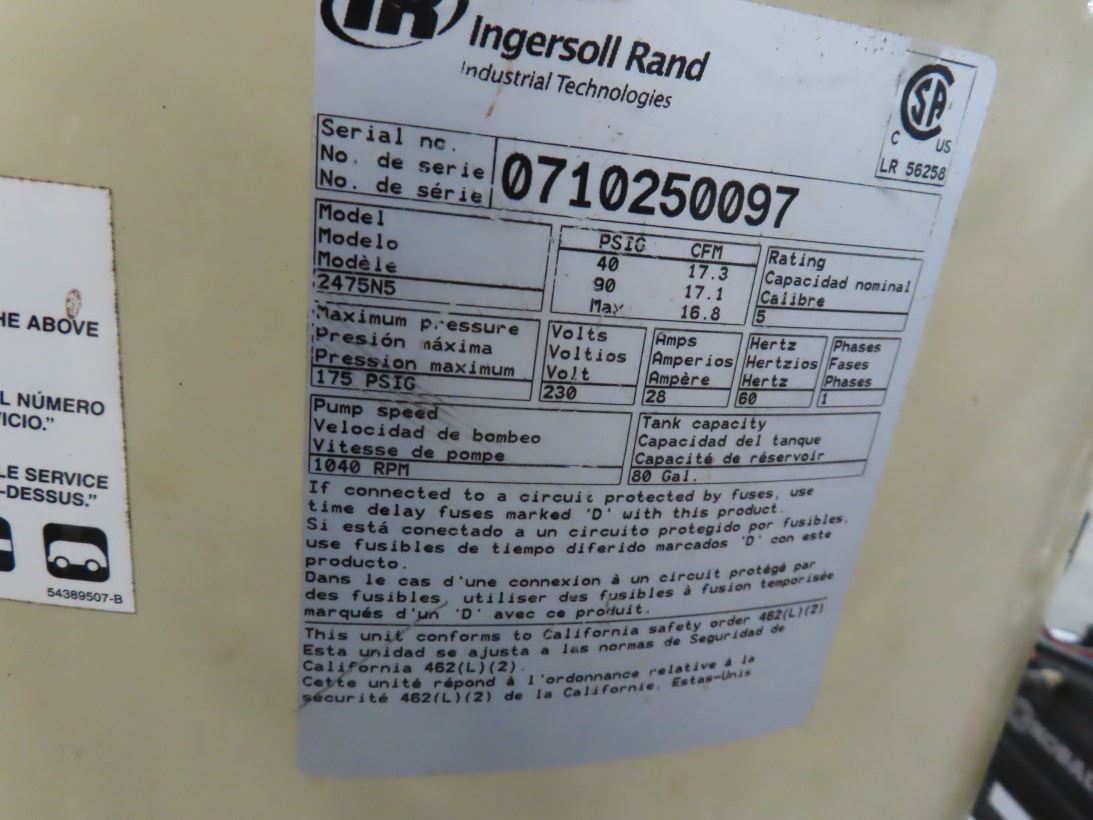 IR
Ingersoll Rand
Industrial Technologies
CSA
C US
LR 56258
Serial no.
No. de serie
No. de série
0710250097
Model
Modelo
Modèle
2475N5
PSIG CFM
40 17.3
90 17.1
Max 16.8
Rating
Capacidad nominal
Calibre
5
Maximum pressure
Presión máxima
Pression maximum
175 PSIG
Volts
Voltios
Volt
230
Amps
Amperios
Ampère
28
Hertz
Hertzios
Hertz
60
Phases
Fases
Phases
1
Pump speed
Velocidad de bombeo
Vitesse de pompe
1040 RPM
Tank capacity
Capacidad del tanque
Capacité de réservoir
80 Gal.
If connected to a circuit protected by fuses, use
time delay fuses marked 'D' with this product.
Si está conectado a un circuito protegido por fusibles,
use fusibles de tiempo diferido marcados 'D' con este
producto.
Dans le cas d'une connexion à un circuit protégé par
des fusibles, utiliser des fusibles à fusion temporisée
marqués d'un 'D' avec ce produit.
This unit conforms to California safety order 462(L)(2)
Esta unidad se ajusta a las normas de Seguridad de
California 462(L)(2).
Cette unité répond à l'ordonnance relative à la
sécurité 462(L)(2) de la Californie, Estas-Unis
HE ABOVE
L NÚMERO
ICIO."
LE SERVICE
-DESSUS."
54389507-B